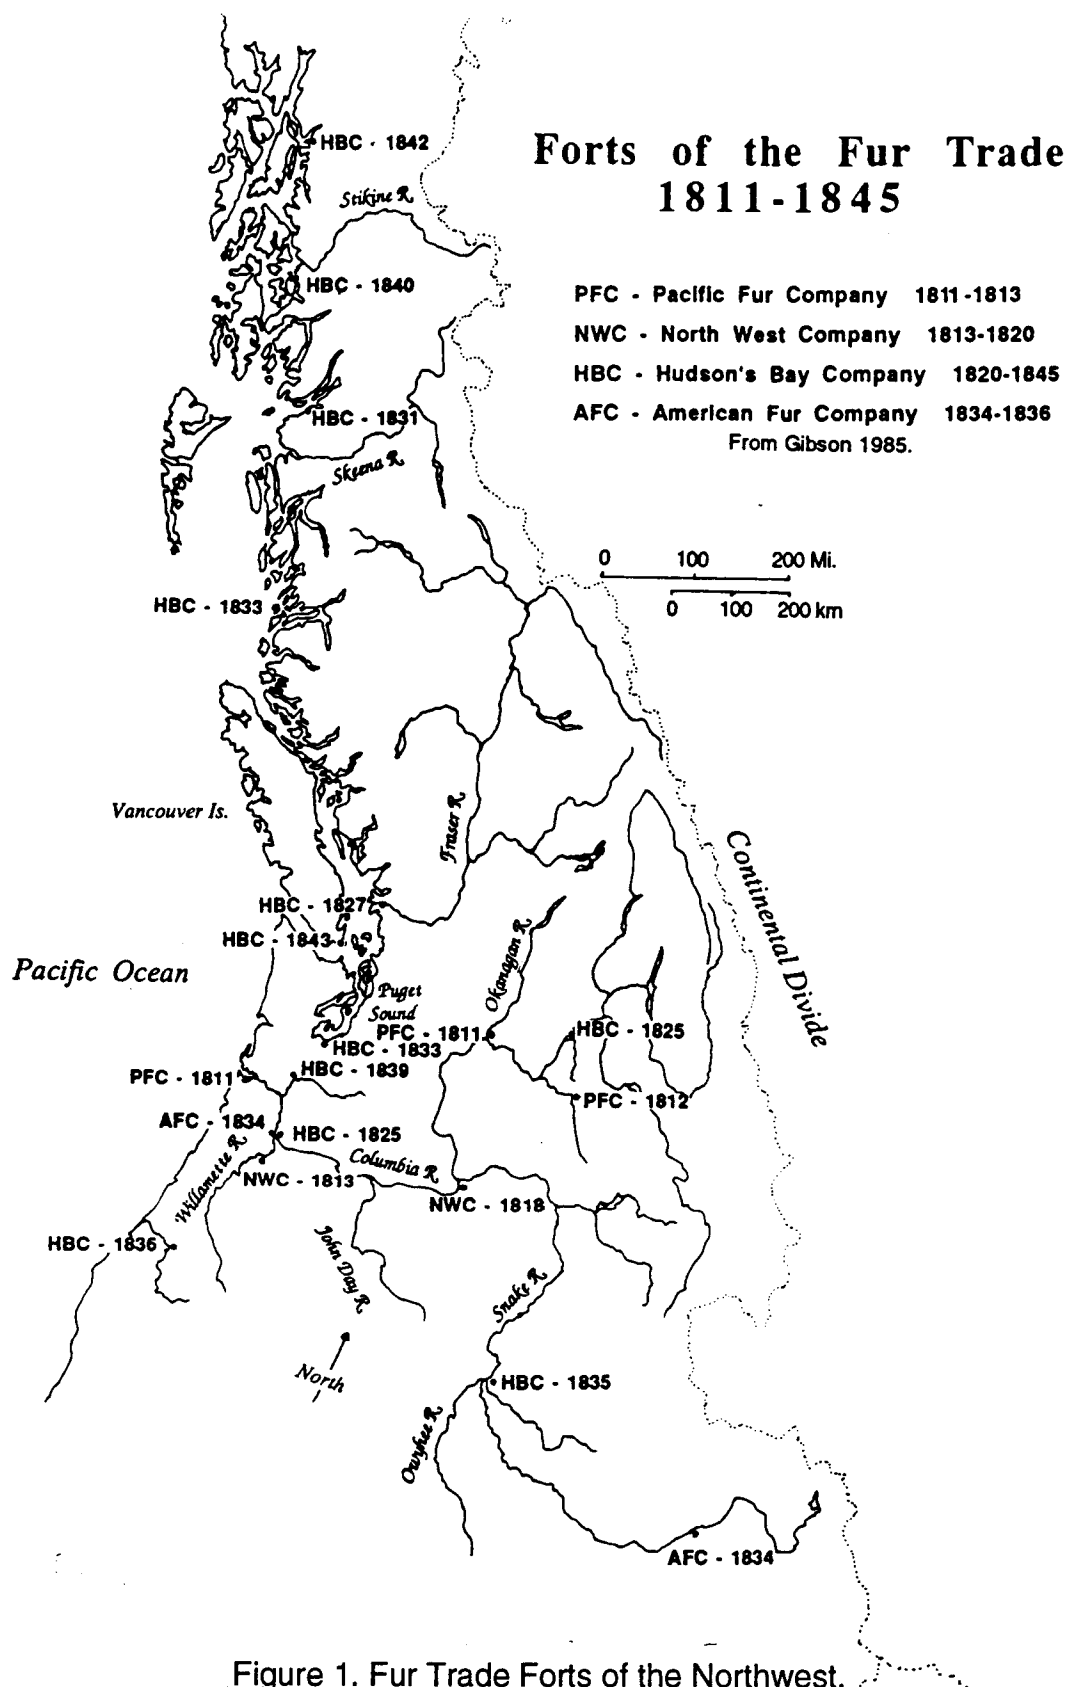 Forts of the Fur Trade
1811-1845
PFC - Pacific Fur Company 1811-1813
NWC - North West Company 1813-1820
HBC - Hudson's Bay Company 1820-1845
AFC - American Fur Company 1834-1836
From Gibson 1985.
0 100 200 Mi.
0 100 200 km
HBC - 1842
Stikine R.
HBC - 1840
HBC - 1831
Skeena R.
HBC - 1833
Vancouver Is.
Fraser R.
Continental Divide
HBC - 1827
HBC - 1843
Pacific Ocean
Okanagan R.
Puget
Sound
PFC - 1811
HBC - 1825
HBC - 1833
HBC - 1839
PFC - 1811
PFC - 1812
AFC - 1834
HBC - 1825
Willamette R.
Columbia R.
NWC - 1813
NWC - 1818
HBC - 1836
John Day R.
Snake R.
North
HBC - 1835
Owyhee R.
AFC - 1834
Figure 1. Fur Trade Forts of the Northwest.